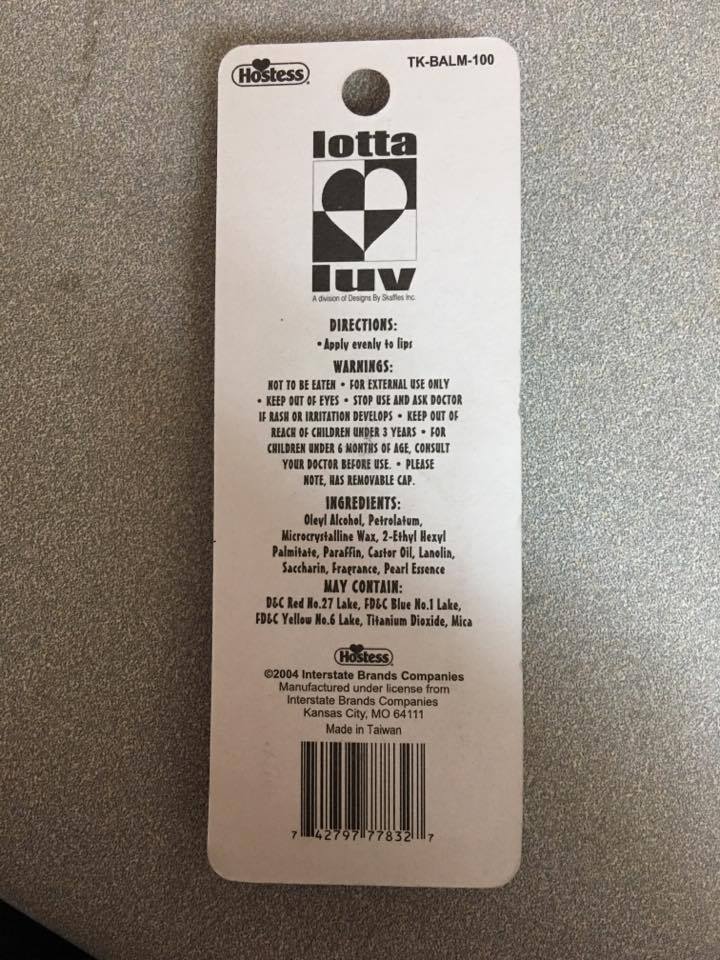 Hostess
TK-BALM-100
lotta
luv
A division of Designs By Skaffles Inc.
DIRECTIONS:
• Apply evenly to lips
WARNINGS:
NOT TO BE EATEN • FOR EXTERNAL USE ONLY
• KEEP OUT OF EYES • STOP USE AND ASK DOCTOR
IF RASH OR IRRITATION DEVELOPS • KEEP OUT OF
REACH OF CHILDREN UNDER 3 YEARS • FOR
CHILDREN UNDER 6 MONTHS OF AGE, CONSULT
YOUR DOCTOR BEFORE USE. • PLEASE
NOTE, HAS REMOVABLE CAP.
INGREDIENTS:
Oleyl Alcohol, Petrolatum,
Microcrystalline Wax, 2-Ethyl Hexyl
Palmitate, Paraffin, Castor Oil, Lanolin,
Saccharin, Fragrance, Pearl Essence
MAY CONTAIN:
D&C Red No.27 Lake, FD&C Blue No.1 Lake,
FD&C Yellow No.6 Lake, Titanium Dioxide, Mica
Hostess
©2004 Interstate Brands Companies
Manufactured under license from
Interstate Brands Companies
Kansas City, MO 64111
Made in Taiwan
7 42797 77832 7